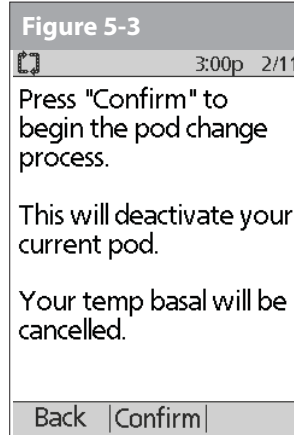 Figure 5-3
3:00p 2/11
Press "Confirm" to
begin the pod change
process.
This will deactivate your
current pod.
Your temp basal will be
cancelled.
Back |Confirm|